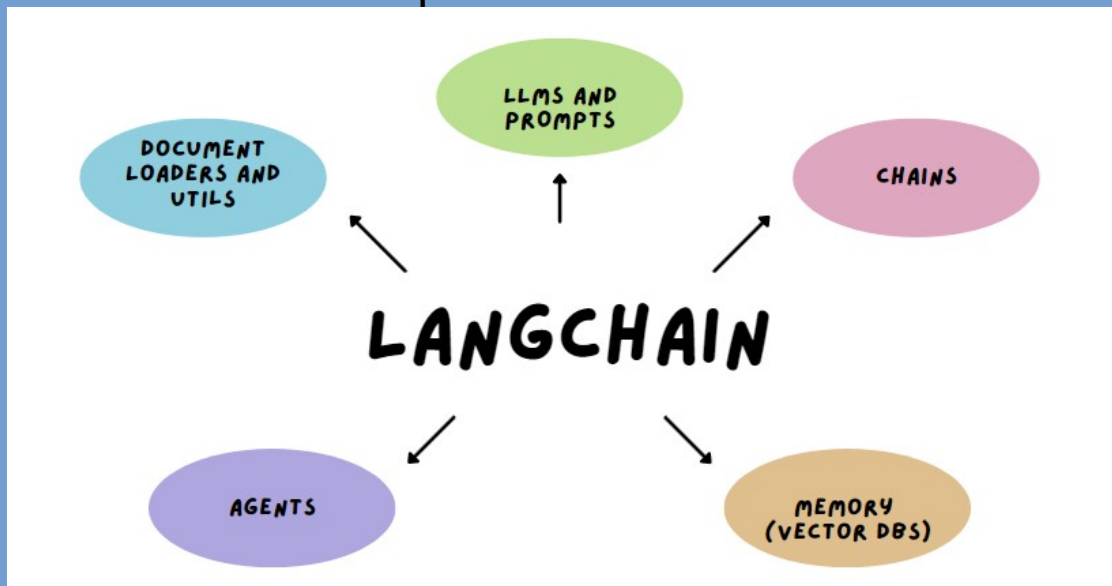 LLMS AND
PROMPTS
DOCUMENT
LOADERS AND
UTILS
CHAINS
LANGCHAIN
AGENTS
MEMORY
(VECTOR DBS)